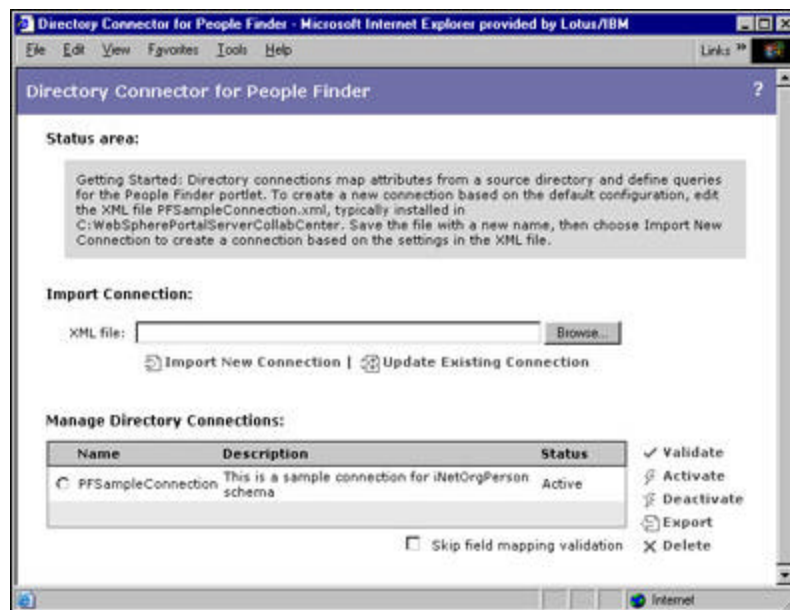 Directory Connector for People Finder - Microsoft Internet Explorer provided by Lotus/IBM
File Edit View Favorites Tools Help Links »
Directory Connector for People Finder ?
Status area:
Getting Started: Directory connections map attributes from a source directory and define queries
for the People Finder portlet. To create a new connection based on the default configuration, edit
the XML file PFSampleConnection.xml, typically installed in
C:WebSpherePortalServerCollabCenter. Save the file with a new name, then choose Import New
Connection to create a connection based on the settings in the XML file.
Import Connection:
XML file: Browse...
Import New Connection | Update Existing Connection
Manage Directory Connections:
Name Description Status
PFSampleConnection This is a sample connection for iNetOrgPerson
schema Active
Validate
Activate
Deactivate
Export
Delete
Skip field mapping validation
Internet